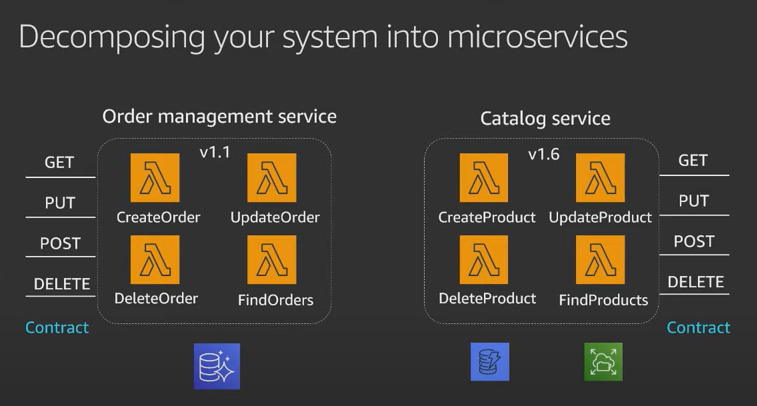 Decomposing your system into microservices
Order management service
v1.1
GET
PUT
POST
DELETE
Contract
CreateOrder
UpdateOrder
DeleteOrder
FindOrders
Catalog service
v1.6
CreateProduct
UpdateProduct
DeleteProduct
FindProducts
GET
PUT
POST
DELETE
Contract